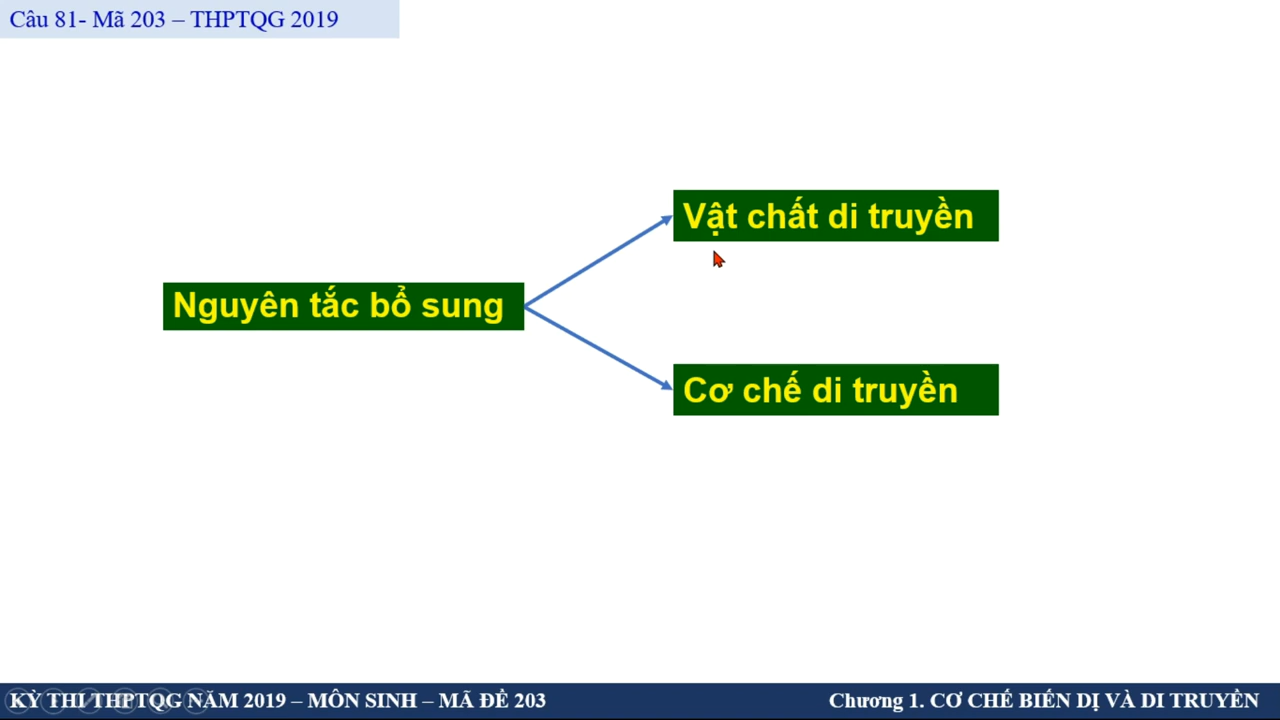 Câu 81- Mã 203 – THPTQG 2019
Vật chất di truyền
Nguyên tắc bổ sung
Cơ chế di truyền
KỲ THI THPTQG NĂM 2019 – MÔN SINH – MÃ ĐỀ 203
Chương 1. CƠ CHẾ BIẾN DỊ VÀ DI TRUYỀN